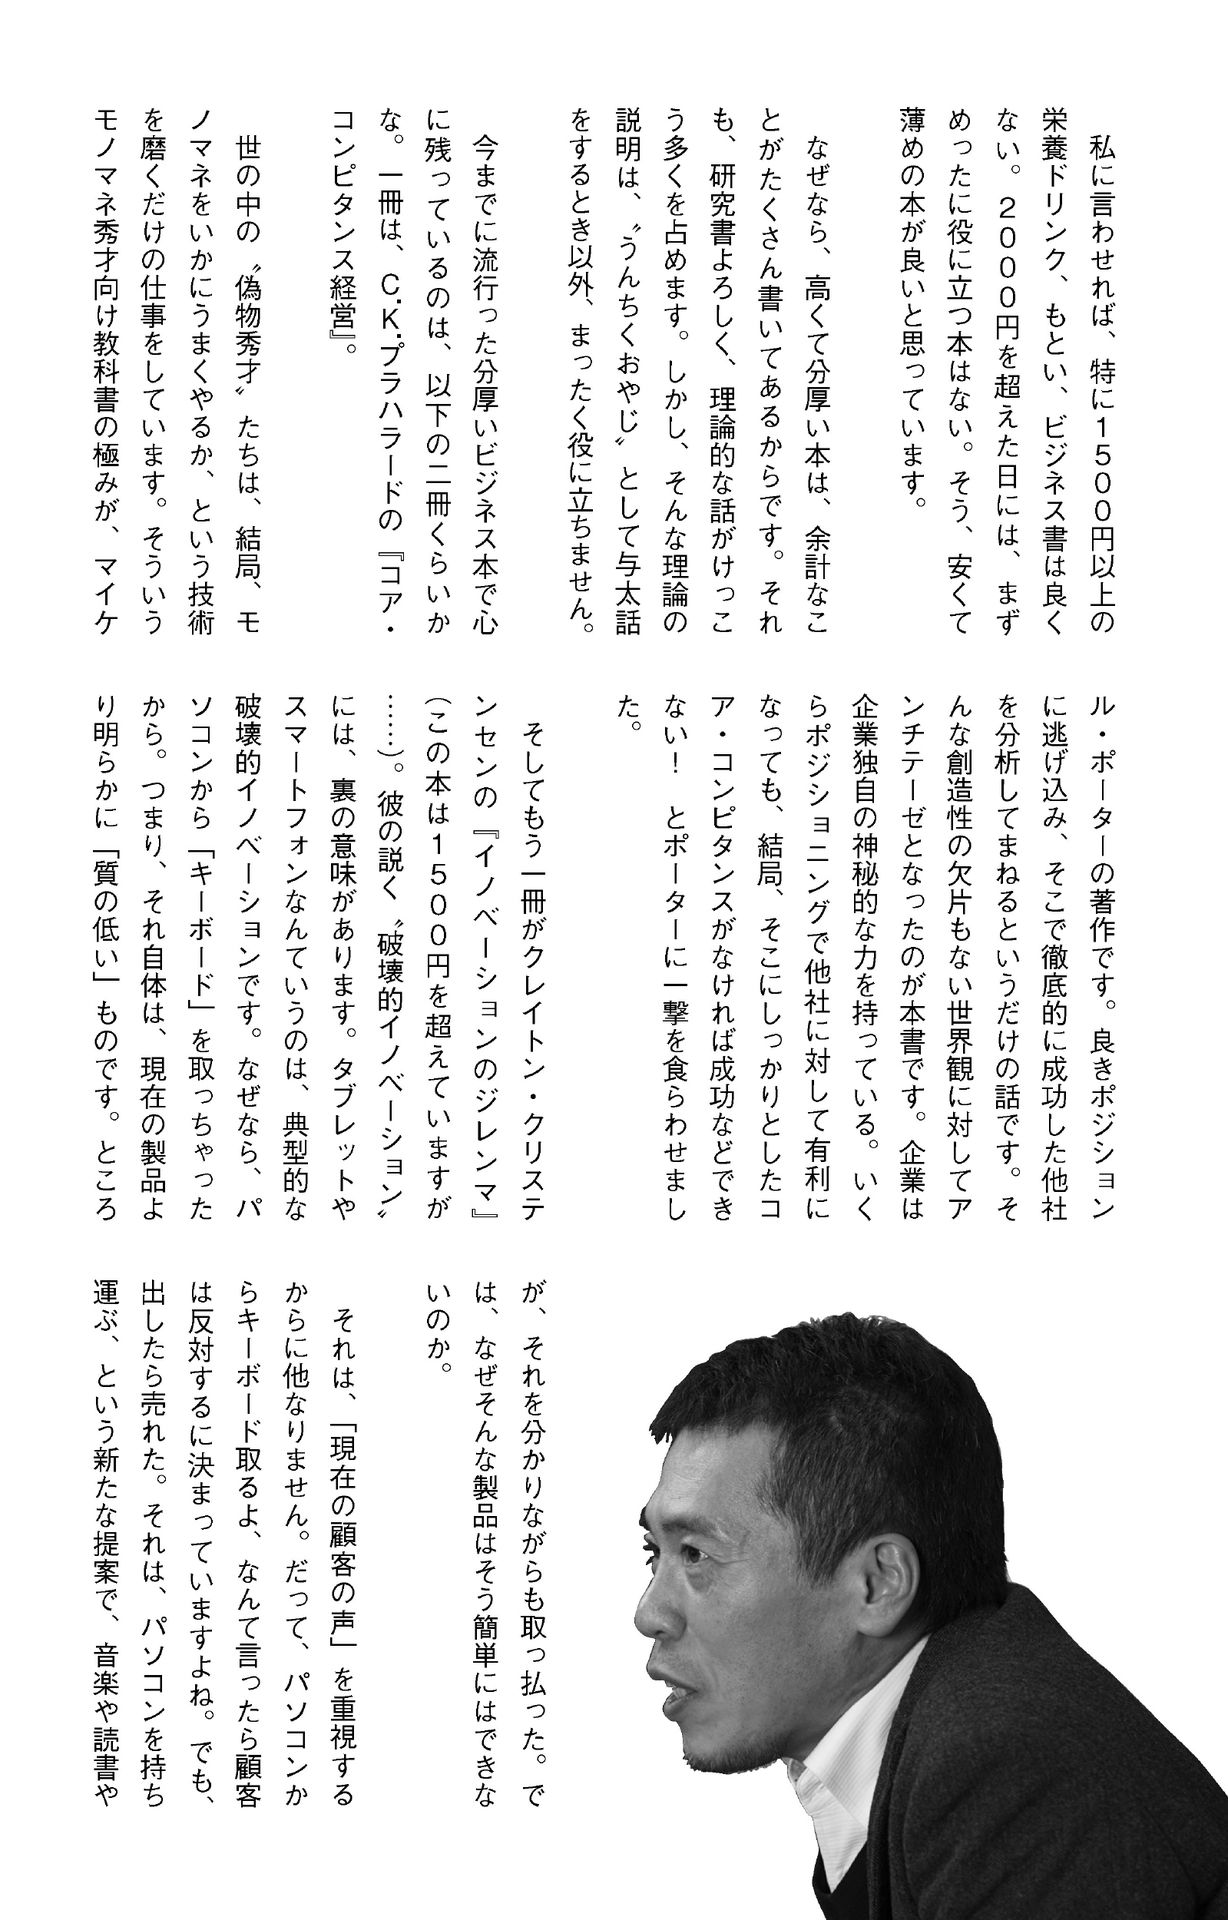 私に言わせれば、特に1500円以上の
栄養ドリンク、もとい、ビジネス書は良く
ない。2000円を超えた日には、まず
めったに役に立つ本はない。そう、安くて
薄めの本が良いと思っています。
なぜなら、高くて分厚い本は、余計なこ
とがたくさん書いてあるからです。それ
も、研究書よろしく、理論的な話がけっこ
う多くを占めます。しかし、そんな理論の
説明は、〝うんちくおやじ〟として与太話
をするとき以外、まったく役に立ちません。
今までに流行った分厚いビジネス本で心
に残っているのは、以下の二冊くらいか
な。一冊は、C.K.プラハラードの『コア・
コンピタンス経営』。
世の中の〝偽物秀才〟たちは、結局、モ
ノマネをいかにうまくやるか、という技術
を磨くだけの仕事をしています。そういう
モノマネ秀才向け教科書の極みが、マイケ
ル・ポーターの著作です。良きポジション
に逃げ込み、そこで徹底的に成功した他社
を分析してまねるというだけの話です。そ
んな創造性の欠片もない世界観に対してア
ンチテーゼとなったのが本書です。企業は
企業独自の神秘的な力を持っている。いく
らポジショニングで他社に対して有利に
なっても、結局、そこにしっかりとしたコ
ア・コンピタンスがなければ成功などでき
ない！　とポーターに一撃を食らわせまし
た。
そしてもう一冊がクレイトン・クリステ
ンセンの『イノベーションのジレンマ』
（この本は1500円を超えていますが
……）。彼の説く〝破壊的イノベーション〟
には、裏の意味があります。タブレットや
スマートフォンなんていうのは、典型的な
破壊的イノベーションです。なぜなら、パ
ソコンから「キーボード」を取っちゃった
から。つまり、それ自体は、現在の製品よ
り明らかに「質の低い」ものです。ところ
が、それを分かりながらも取っ払った。で
は、なぜそんな製品はそう簡単にはできな
いのか。
それは、「現在の顧客の声」を重視する
からに他なりません。だって、パソコンか
らキーボード取るよ、なんて言ったら顧客
は反対するに決まっていますよね。でも、
出したら売れた。それは、パソコンを持ち
運ぶ、という新たな提案で、音楽や読書や